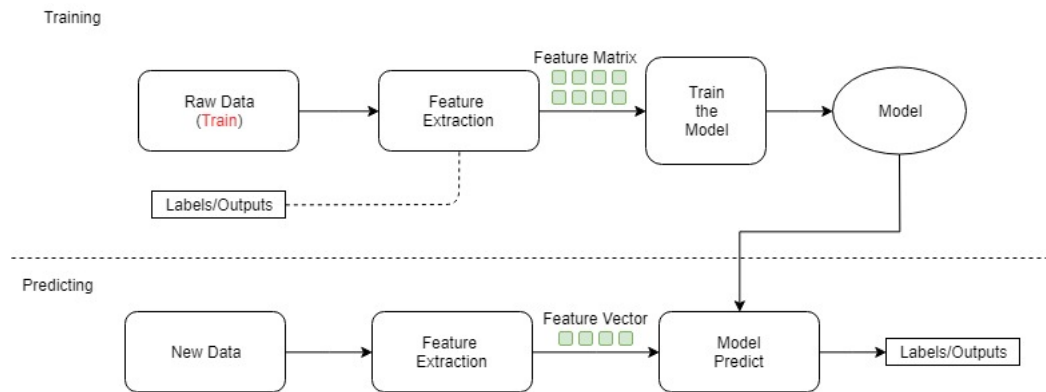 Training
Feature Matrix
Raw Data
(Train)
Feature
Extraction
Train
the
Model
Model
Labels/Outputs
Predicting
Feature Vector
New Data
Feature
Extraction
Model
Predict
Labels/Outputs